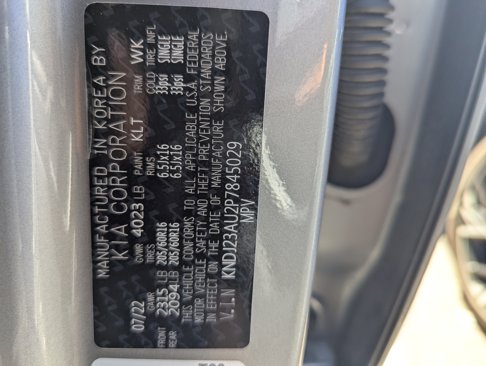 MANUFACTURED IN KOREA BY
KIA CORPORATION
07/22 GVWR 4023 LB PAINT KLT TRIM WK
GAWR TIRES RIMS COLD TIRE INFL
FRONT 2315 LB 205/60R16 6.5Jx16 33psi SINGLE
REAR 2094 LB 205/60R16 6.5Jx16 33psi SINGLE
THIS VEHICLE CONFORMS TO ALL APPLICABLE U.S.A. FEDERAL
MOTOR VEHICLE SAFETY AND THEFT PREVENTION STANDARDS
IN EFFECT ON THE DATE OF MANUFACTURE SHOWN ABOVE.
V.I.N KNDJ23AU2P7845029
MPV